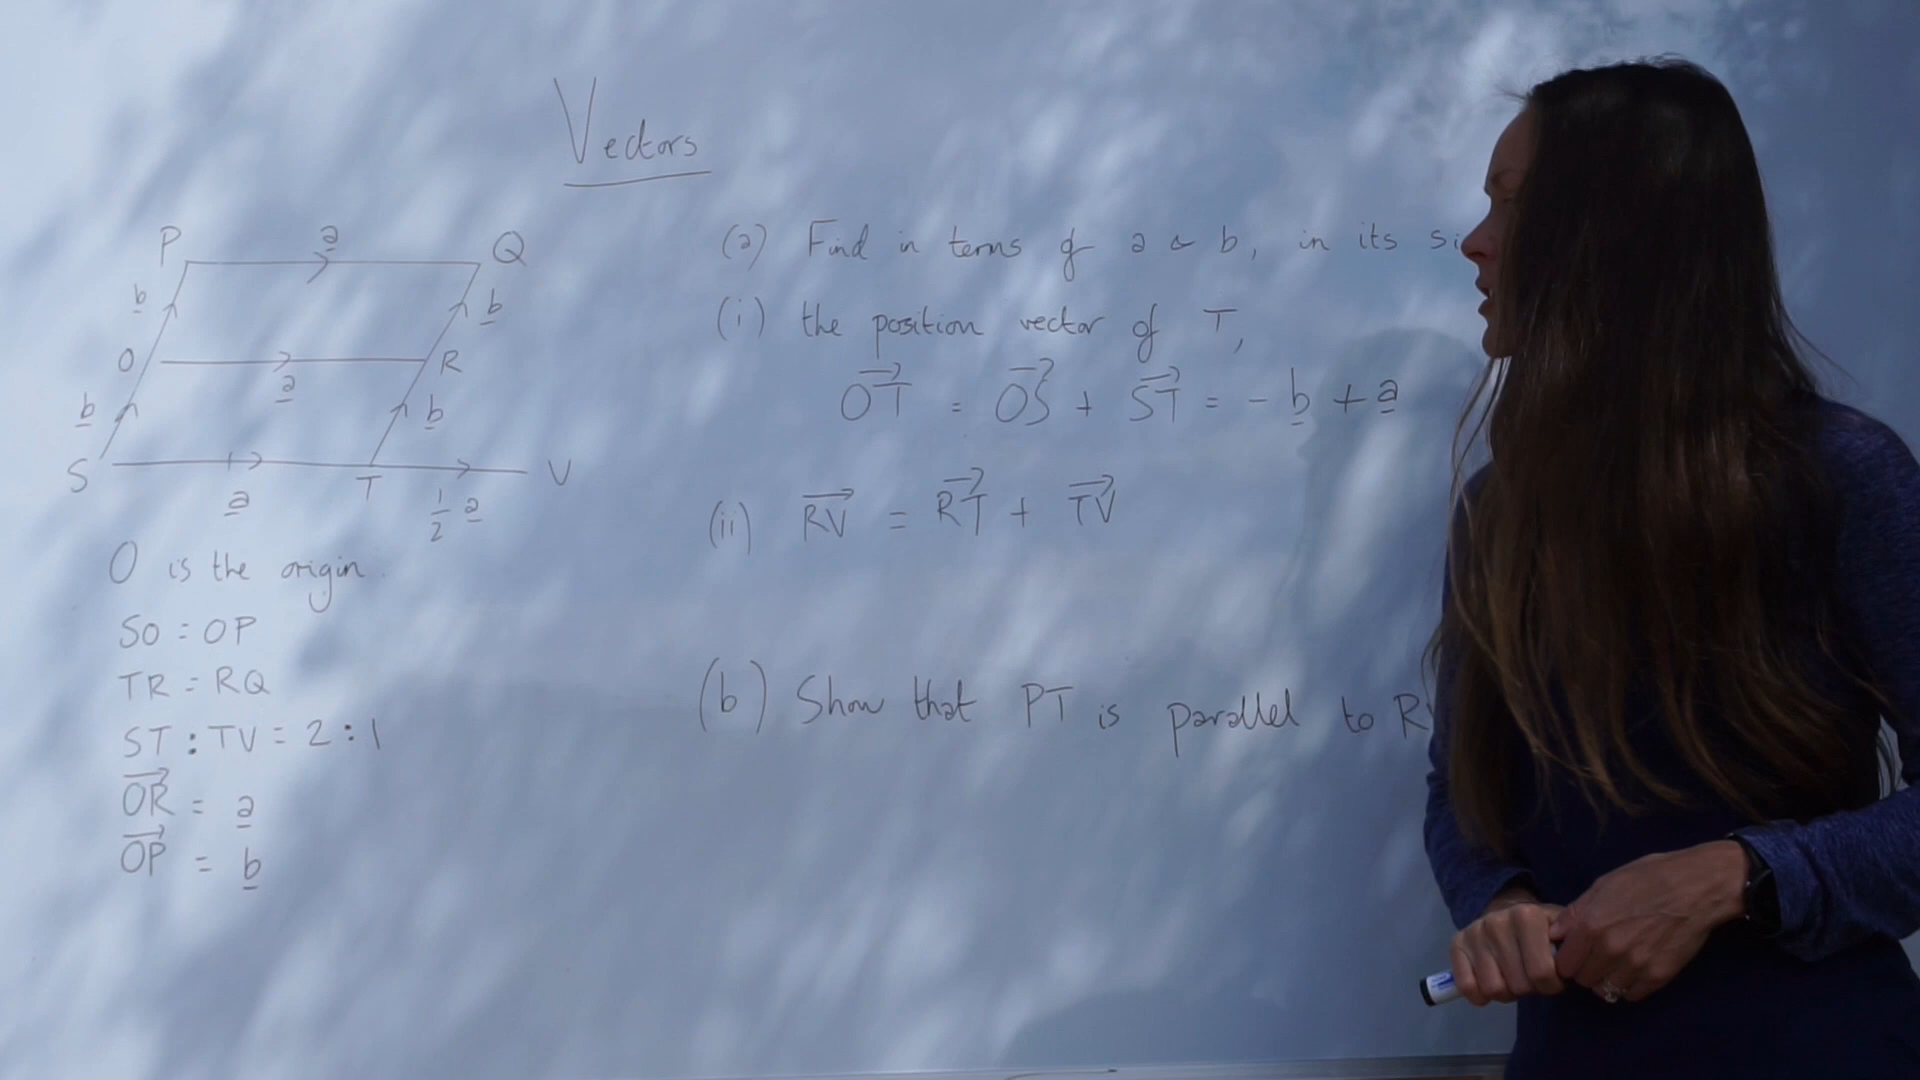 Vectors
P a Q
b b
O R
a
b b
S T V
a 1/2 a
O is the origin.
SO = OP
TR = RQ
ST : TV = 2 : 1
OR = a
OP = b
(a) Find in terms of a & b, in its
(i) the position vector of T,
OT = OS + ST = - b + a
(ii) RV = RT + TV
(b) Show that PT is parallel to